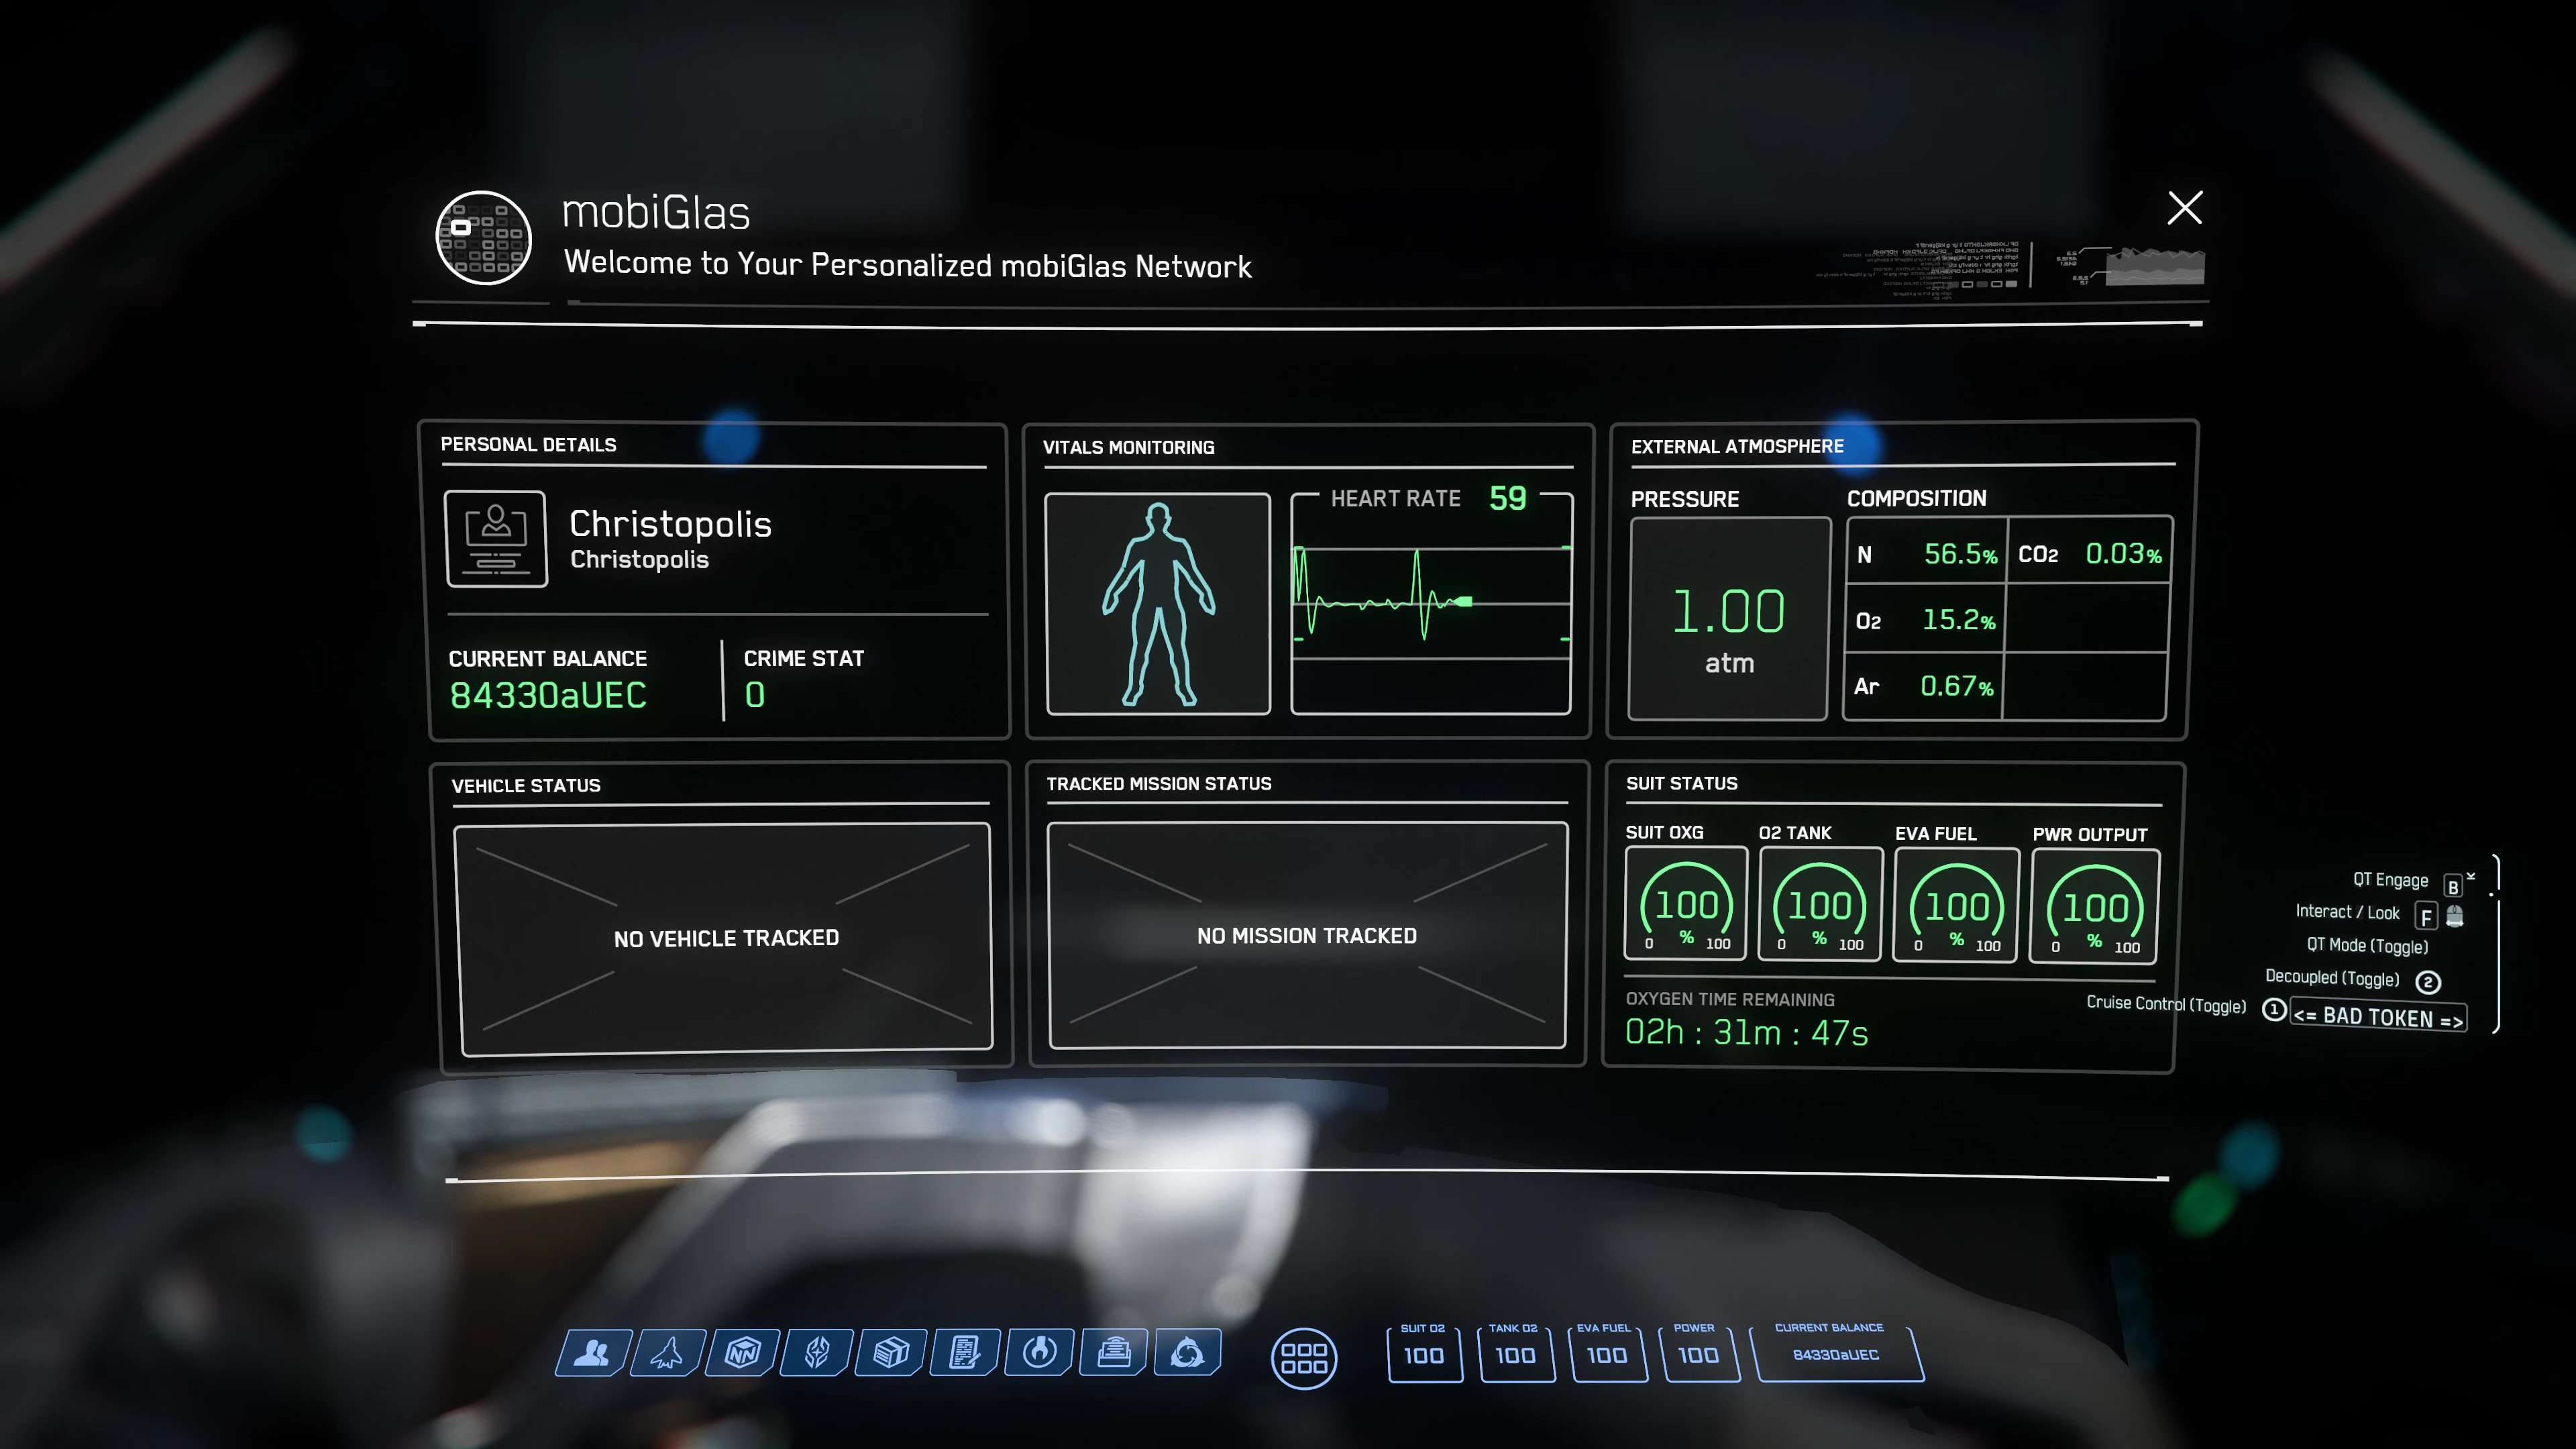 mobiGlas
Welcome to Your Personalized mobiGlas Network
PERSONAL DETAILS
Christopolis
Christopolis
CURRENT BALANCE
84330aUEC
CRIME STAT
0
VITALS MONITORING
HEART RATE 59
EXTERNAL ATMOSPHERE
PRESSURE
1.00
atm
COMPOSITION
N 56.5% CO2 0.03%
O2 15.2%
Ar 0.67%
VEHICLE STATUS
NO VEHICLE TRACKED
TRACKED MISSION STATUS
NO MISSION TRACKED
SUIT STATUS
SUIT OXG O2 TANK EVA FUEL PWR OUTPUT
100 100 100 100
0 % 100 0 % 100 0 % 100 0 % 100
OXYGEN TIME REMAINING
02h : 31m : 47s
QT Engage B
Interact / Look F
QT Mode (Toggle)
Decoupled (Toggle) 2
Cruise Control (Toggle) 1 <= BAD TOKEN =>
SUIT O2 TANK O2 EVA FUEL POWER CURRENT BALANCE
100 100 100 100 84330aUEC